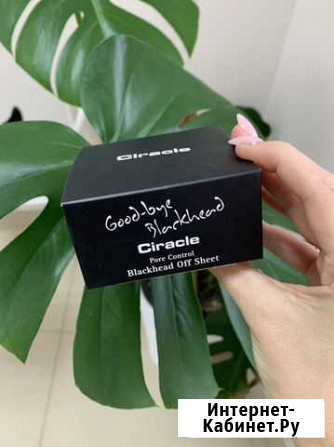 Ciracle
Good-bye
Blackhead
Ciracle
Pore Control
Blackhead Off Sheet
Интернет-
Кабинет.Ру